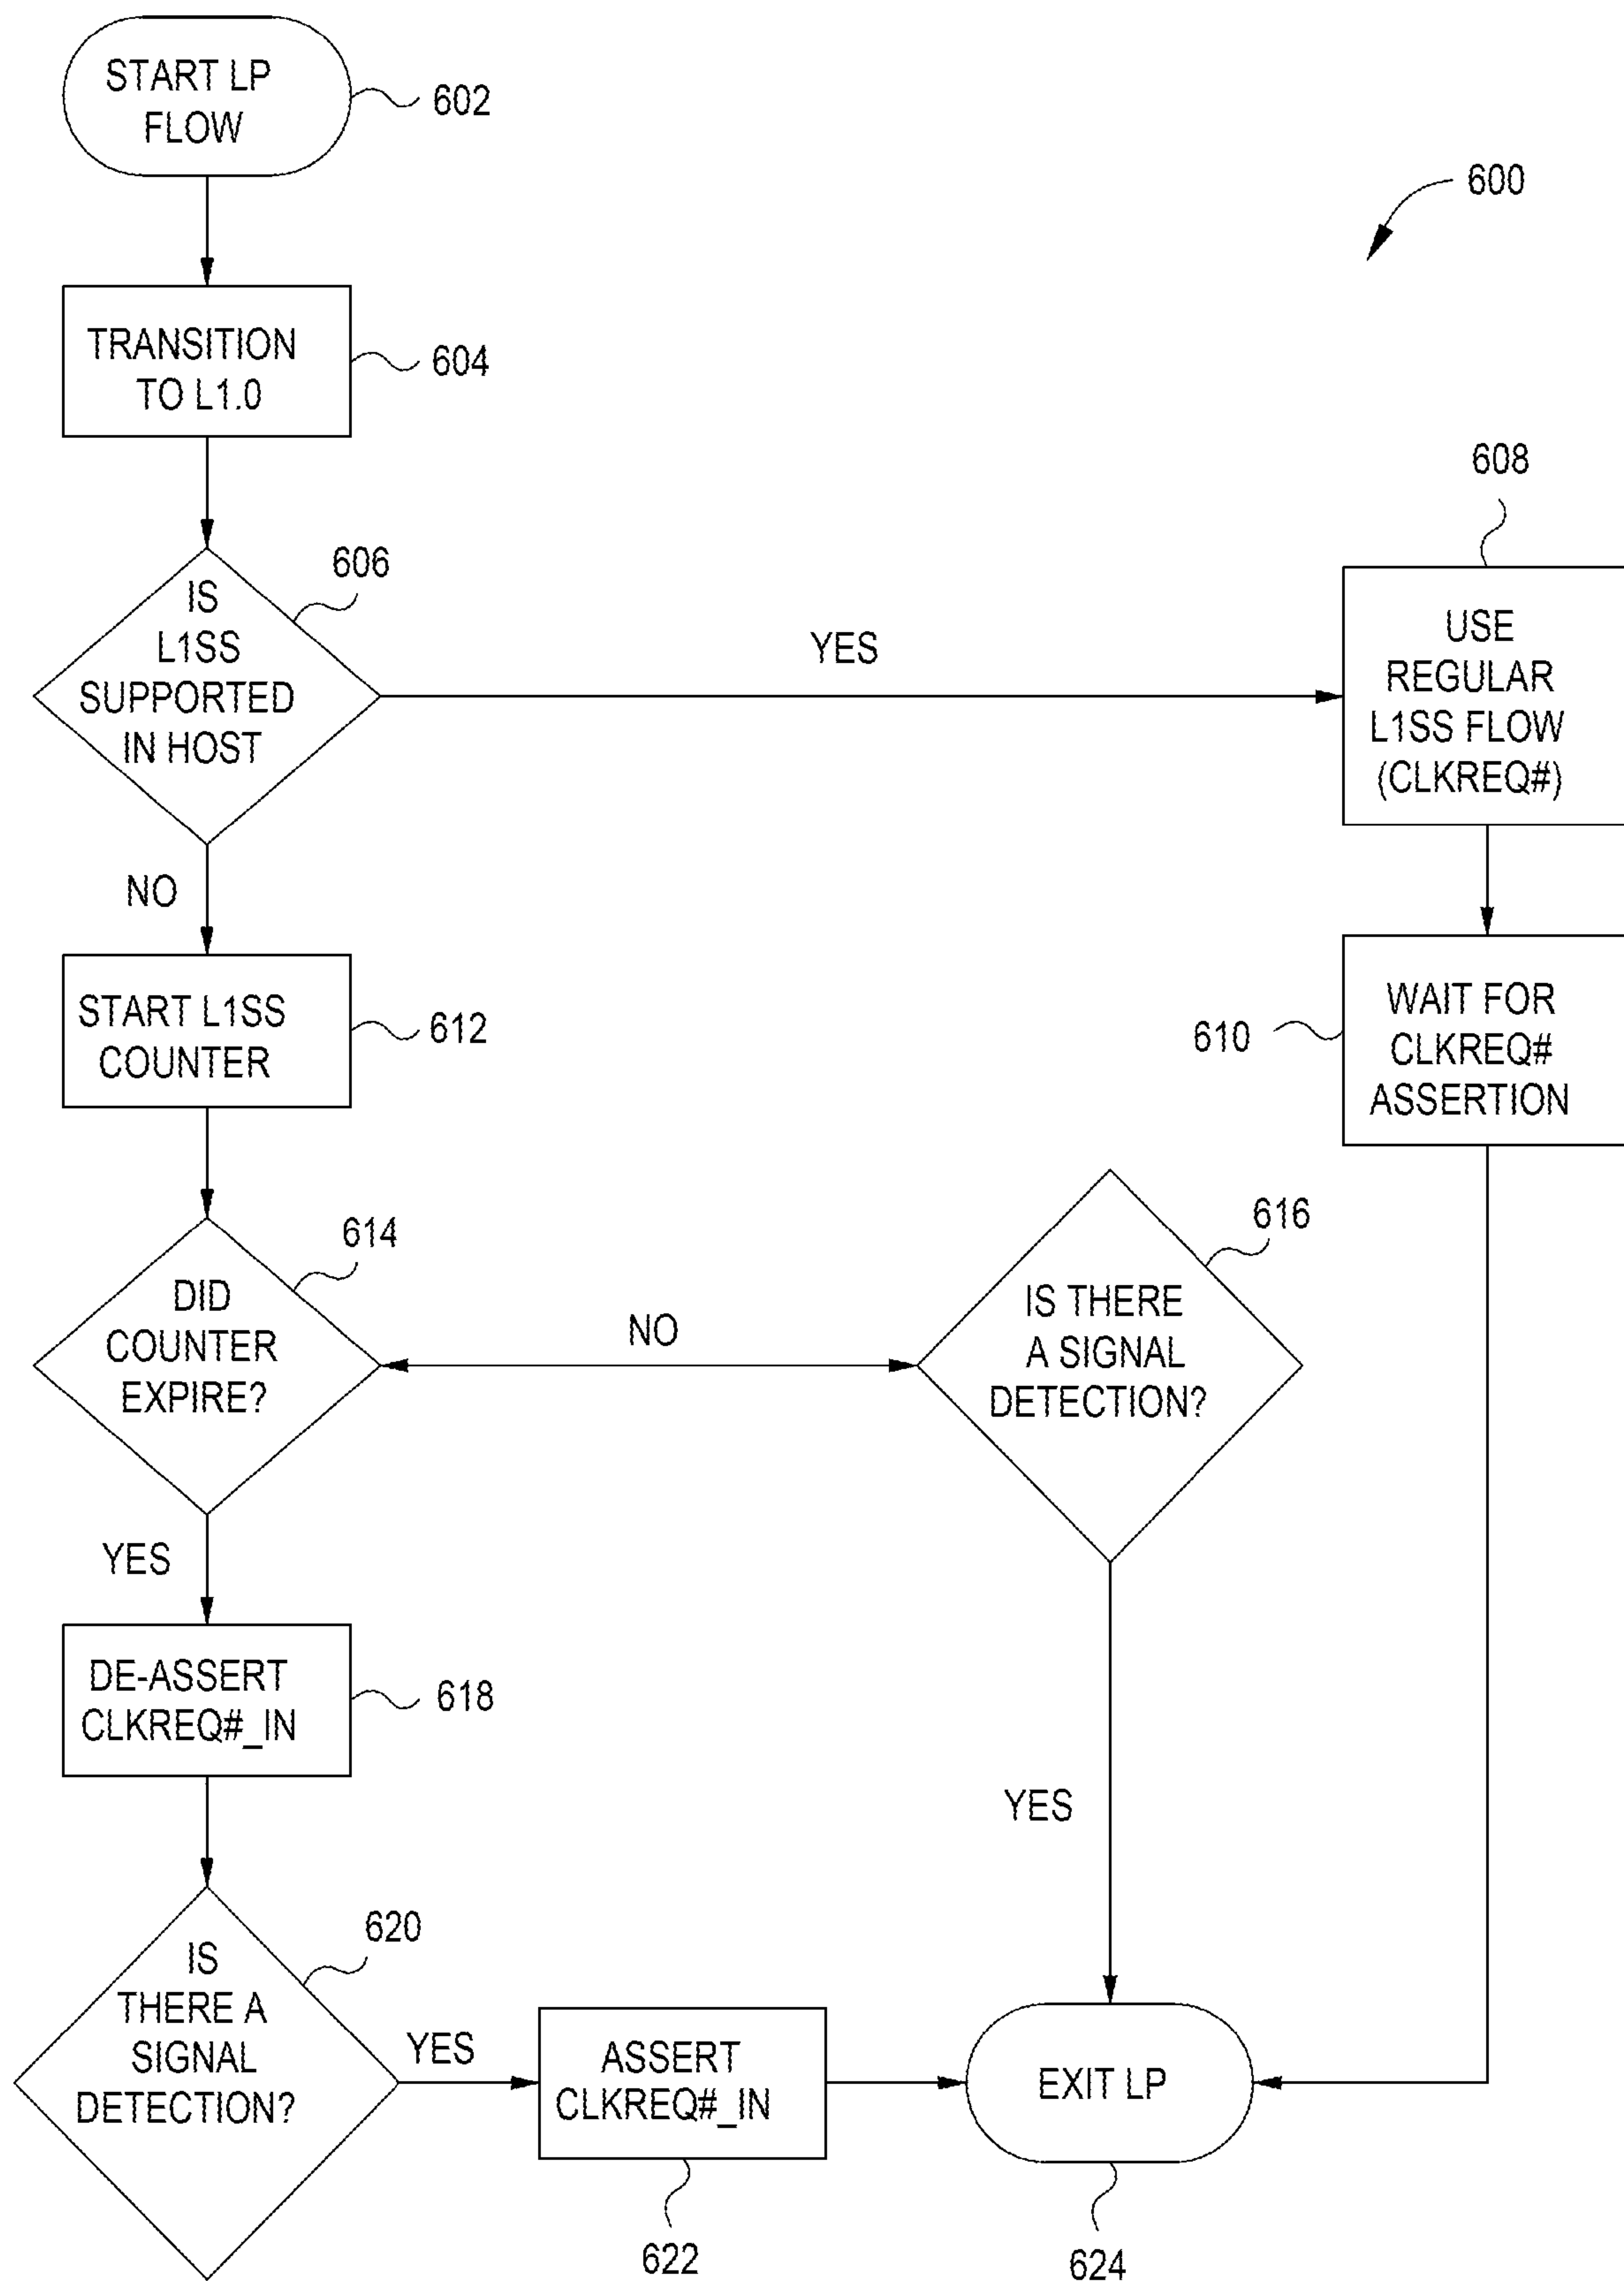 START LP
FLOW
602
600
TRANSITION
TO L1.0
604
606
IS
L1SS
SUPPORTED
IN HOST
YES
608
USE
REGULAR
L1SS FLOW
(CLKREQ#)
NO
START L1SS
COUNTER
612
610
WAIT FOR
CLKREQ#
ASSERTION
614
DID
COUNTER
EXPIRE?
NO
616
IS THERE
A SIGNAL
DETECTION?
YES
DE-ASSERT
CLKREQ#_IN
618
YES
620
IS
THERE A
SIGNAL
DETECTION?
YES
ASSERT
CLKREQ#_IN
622
EXIT LP
624